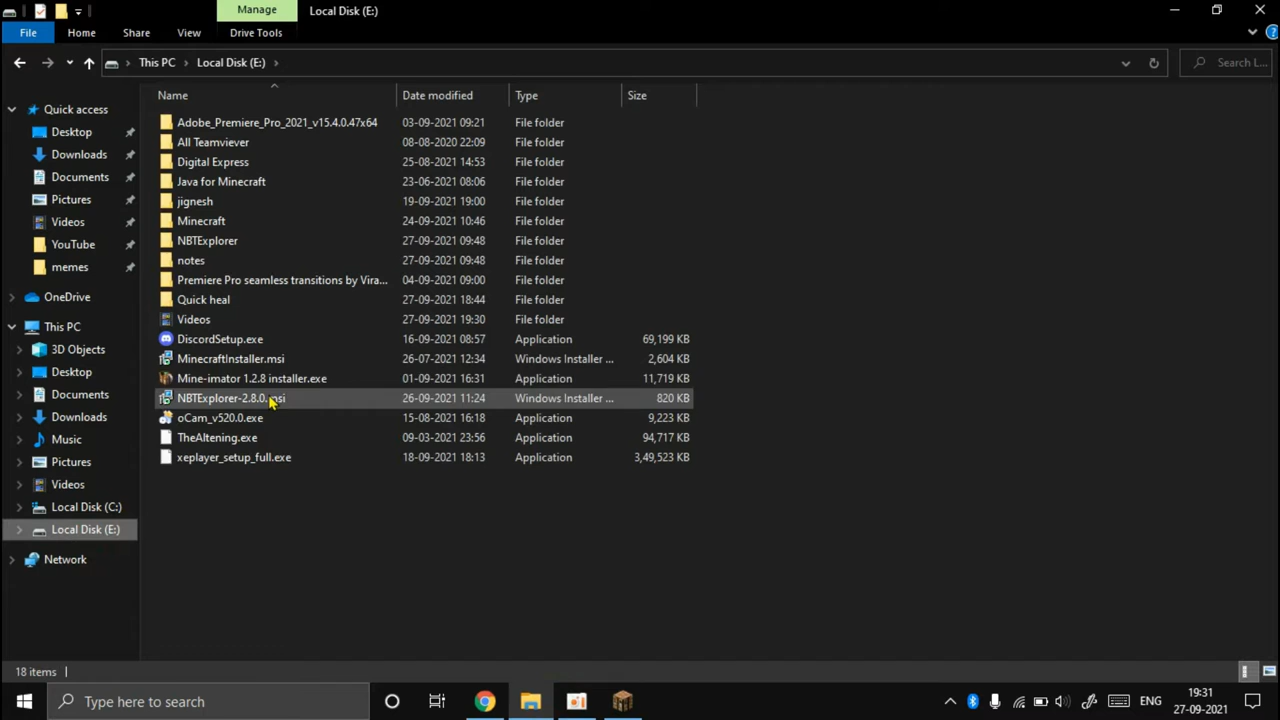 Manage
Local Disk (E:)
File
Home
Share
View
Drive Tools
This PC
Local Disk (E:)
Search L...
Name
Date modified
Type
Size
Quick access
Desktop
Downloads
Documents
Pictures
Videos
YouTube
memes
OneDrive
This PC
3D Objects
Desktop
Documents
Downloads
Music
Pictures
Videos
Local Disk (C:)
Local Disk (E:)
Network
Adobe_Premiere_Pro_2021_v15.4.0.47x64 03-09-2021 09:21 File folder
All Teamviever 08-08-2020 22:09 File folder
Digital Express 25-08-2021 14:53 File folder
Java for Minecraft 23-06-2021 08:06 File folder
jignesh 19-09-2021 19:00 File folder
Minecraft 24-09-2021 10:46 File folder
NBTExplorer 27-09-2021 09:48 File folder
notes 27-09-2021 09:48 File folder
Premiere Pro seamless transitions by Vira... 04-09-2021 09:00 File folder
Quick heal 27-09-2021 18:44 File folder
Videos 27-09-2021 19:30 File folder
DiscordSetup.exe 16-09-2021 08:57 Application 69,199 KB
MinecraftInstaller.msi 26-07-2021 12:34 Windows Installer ... 2,604 KB
Mine-imator 1.2.8 installer.exe 01-09-2021 16:31 Application 11,719 KB
NBTExplorer-2.8.0.msi 26-09-2021 11:24 Windows Installer ... 820 KB
oCam_v520.0.exe 15-08-2021 16:18 Application 9,223 KB
TheAltening.exe 09-03-2021 23:56 Application 94,717 KB
xeplayer_setup_full.exe 18-09-2021 18:13 Application 3,49,523 KB
18 items
Type here to search
ENG
19:31
27-09-2021